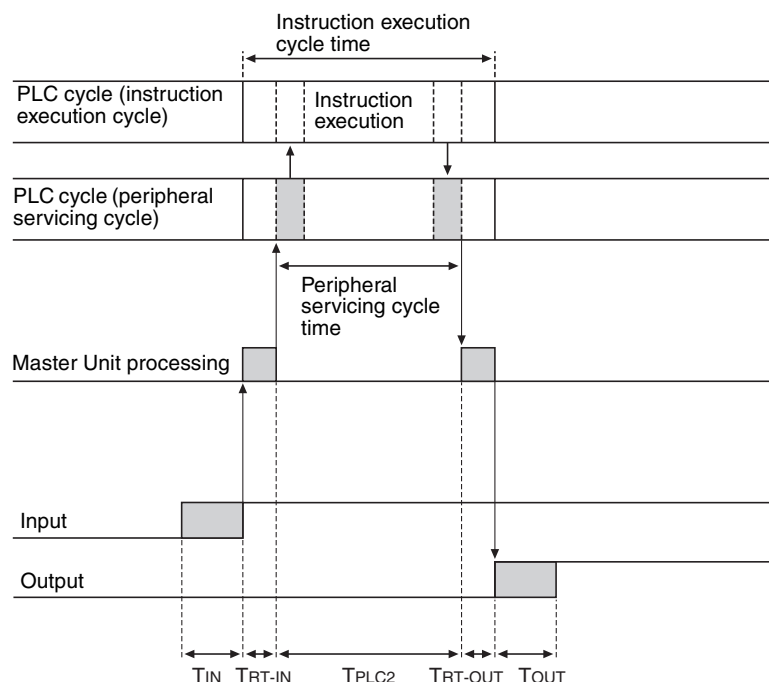 Instruction execution
cycle time
PLC cycle (instruction
execution cycle)
Instruction
execution
PLC cycle (peripheral
servicing cycle)
Peripheral
servicing cycle
time
Master Unit processing
Input
Output
TIN TRT-IN TPLC2 TRT-OUT TOUT